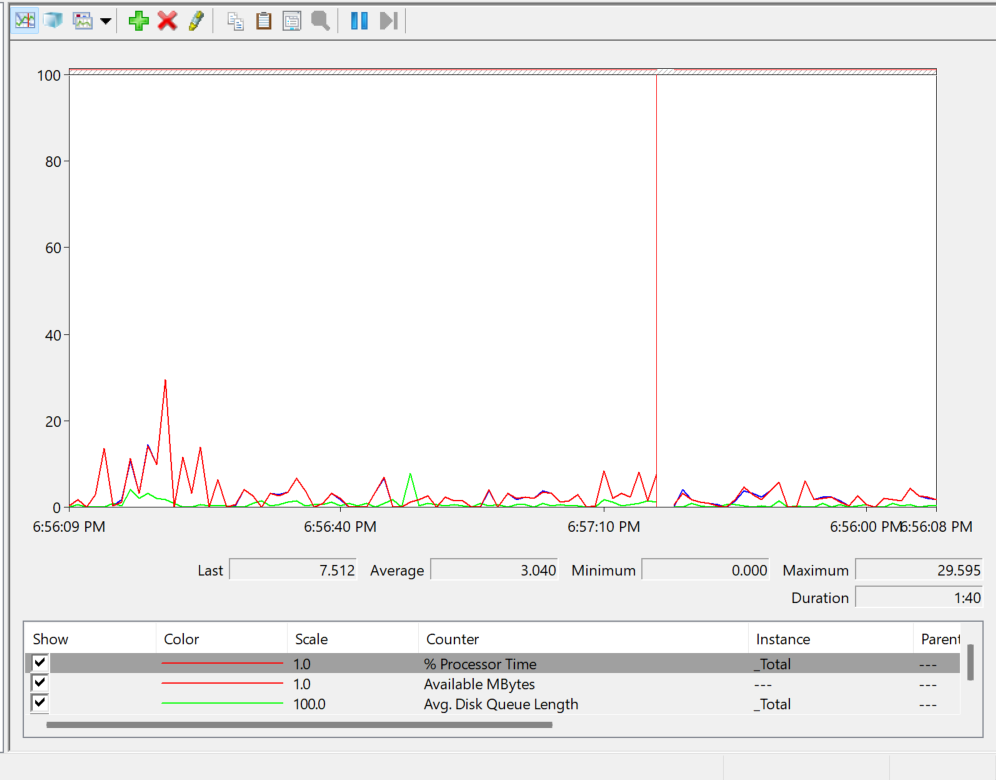 100
80
60
40
20
0
6:56:09 PM 6:56:40 PM 6:57:10 PM 6:56:00 PM 6:56:08 PM
Last 7.512 Average 3.040 Minimum 0.000 Maximum 29.595
Duration 1:40
Show Color Scale Counter Instance Parent
1.0 % Processor Time _Total ---
1.0 Available MBytes --- ---
100.0 Avg. Disk Queue Length _Total ---